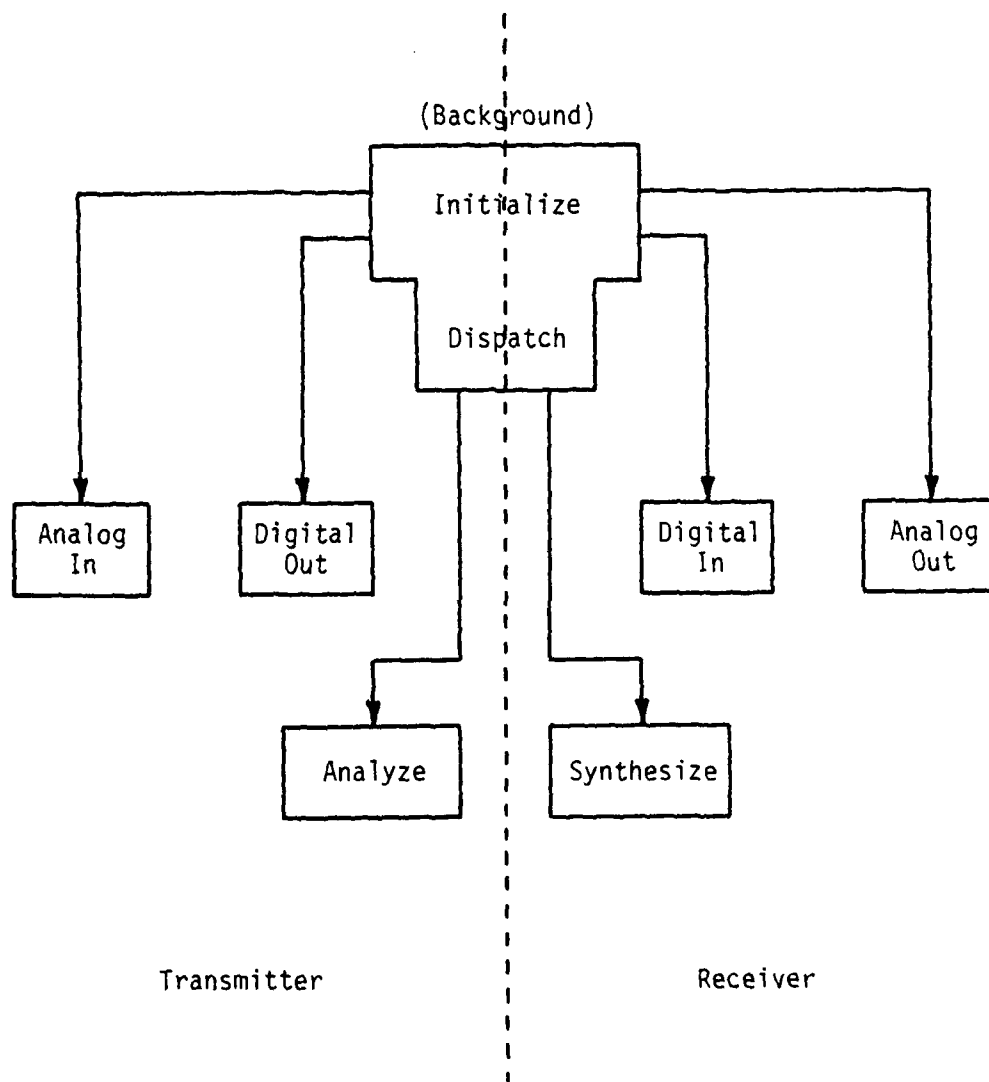 (Background)
Initialize
Dispatch
Analog
In
Digital
Out
Digital
In
Analog
Out
Analyze
Synthesize
Transmitter
Receiver